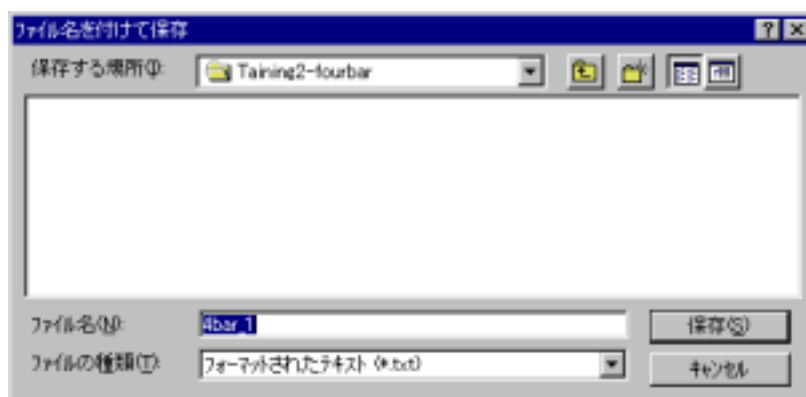 ファイル名を付けて保存
保存する場所(I): Taining2-fourbar
ファイル名(N): 4bar_1 保存(S)
ファイルの種類(T): フォーマットされたテキスト (*.txt) キャンセル